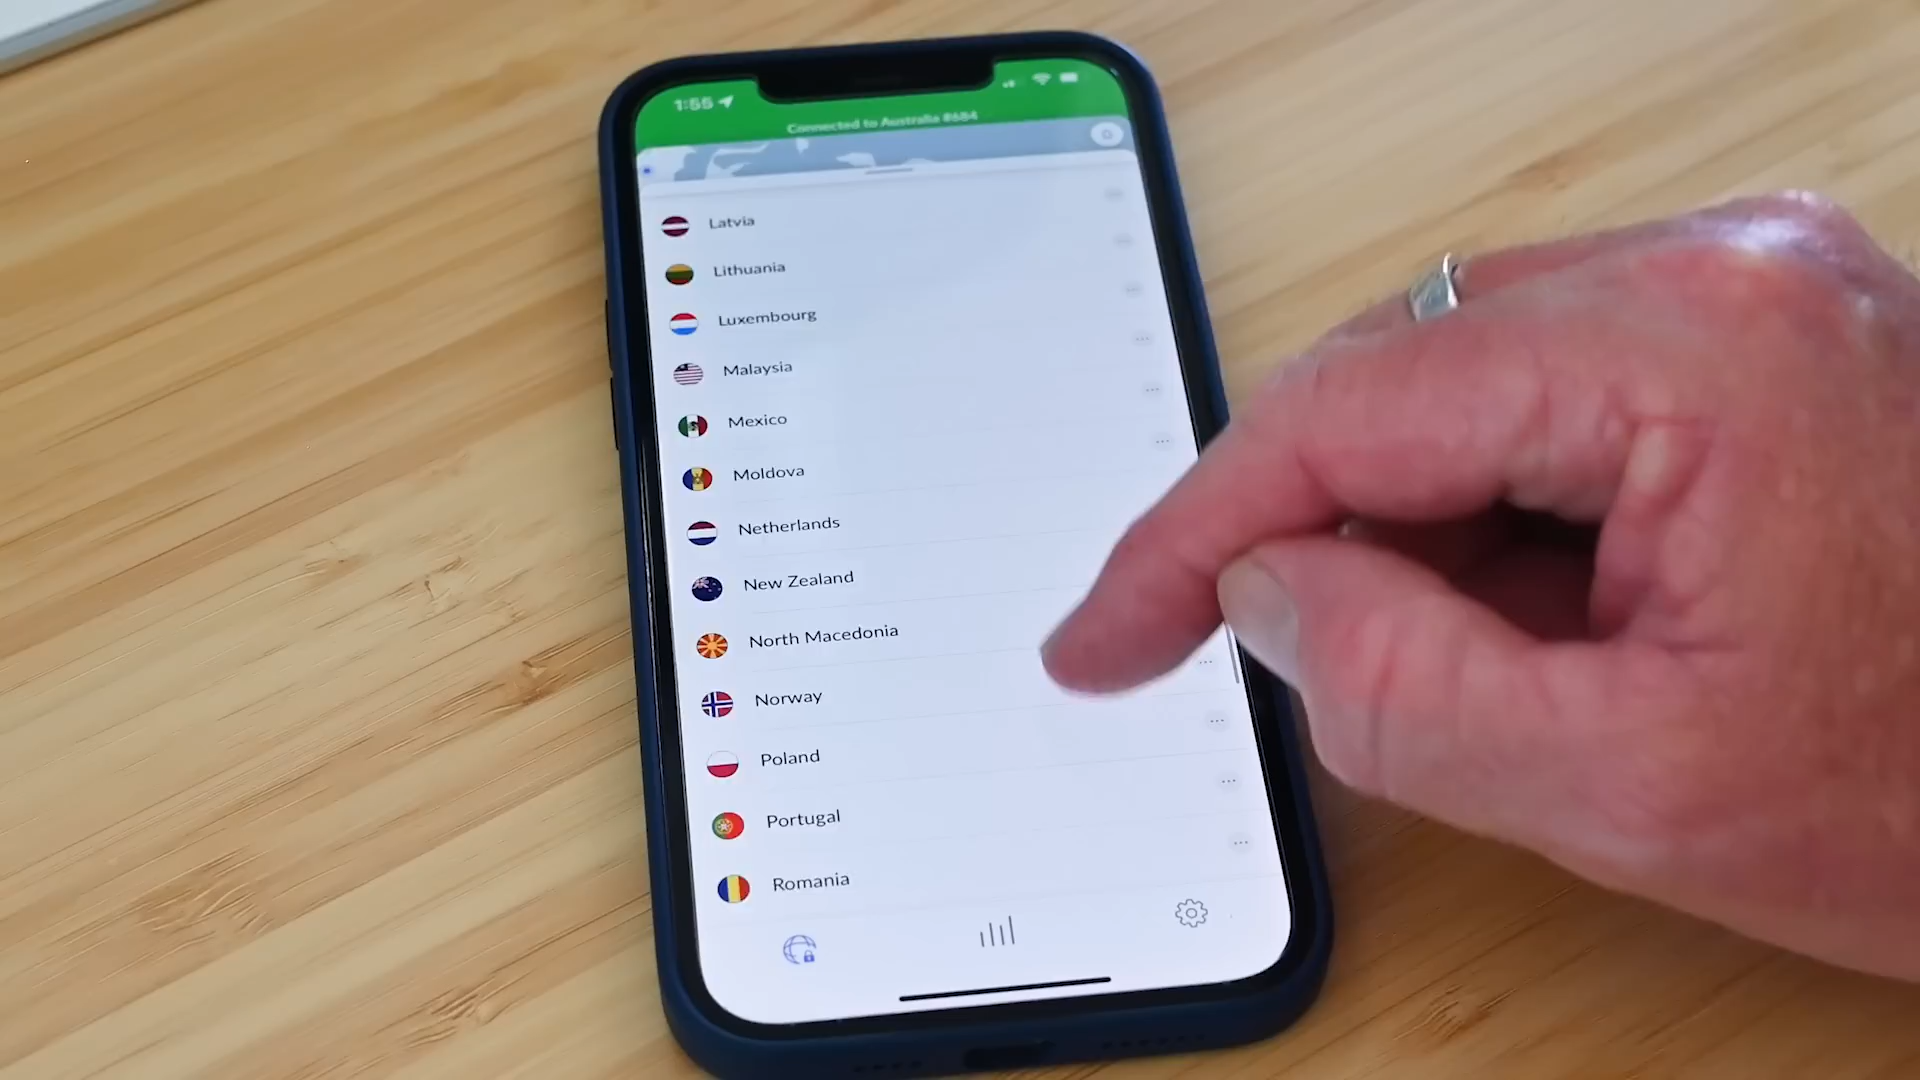 1:55
Connected to Australia #684
Latvia
Lithuania
Luxembourg
Malaysia
Mexico
Moldova
Netherlands
New Zealand
North Macedonia
Norway
Poland
Portugal
Romania